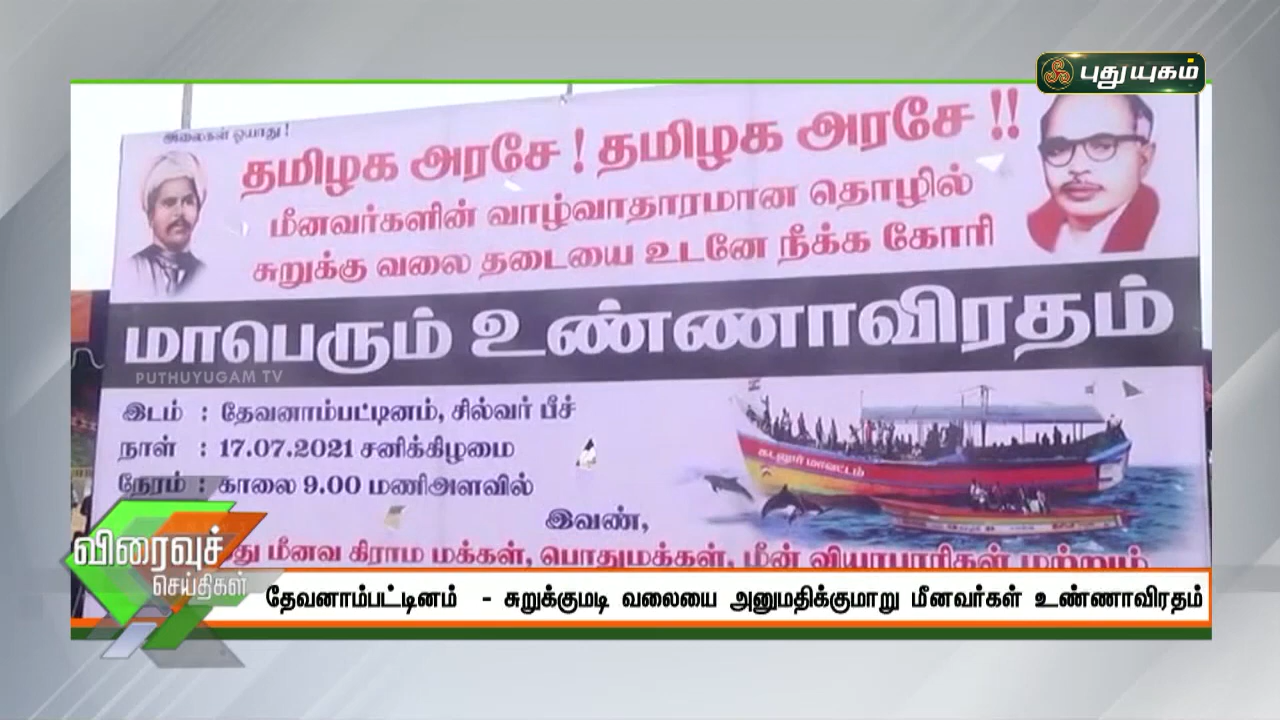 புதுயுகம்
அலைகள் ஓயாது !
தமிழக அரசே ! தமிழக அரசே !!
மீனவர்களின் வாழ்வாதாரமான தொழில்
சுறுக்கு வலை தடையை உடனே நீக்க கோரி
மாபெரும் உண்ணாவிரதம்
PUTHUYUGAM TV
இடம் : தேவனாம்பட்டினம், சில்வர் பீச்
நாள் : 17.07.2021 சனிக்கிழமை
நேரம் : காலை 9.00 மணிஅளவில்
கடலூர் மாவட்டம்
இவண்,
மீனவ கிராம மக்கள், பொதுமக்கள், மீன் வியாபாரிகள் மற்றும்
விரைவுச்
செய்திகள்
தேவனாம்பட்டினம் - சுறுக்குமடி வலையை அனுமதிக்குமாறு மீனவர்கள் உண்ணாவிரதம்